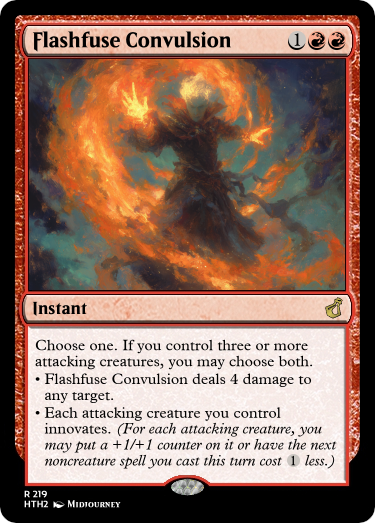 Flashfuse Convulsion 1
Instant
Choose one. If you control three or more
attacking creatures, you may choose both.
• Flashfuse Convulsion deals 4 damage to
any target.
• Each attacking creature you control
innovates. (For each attacking creature, you
may put a +1/+1 counter on it or have the next
noncreature spell you cast this turn cost 1 less.)
R 219
HTH2 Midjourney